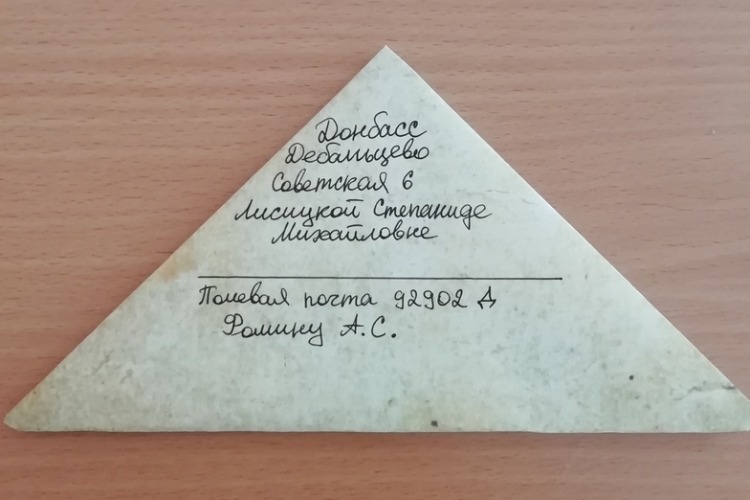 Донбасс
Дебальцево
Советская 6
Лисицкой Степаниде
Михайловне
Полевая почта 92902 Д
Фомину А.С.